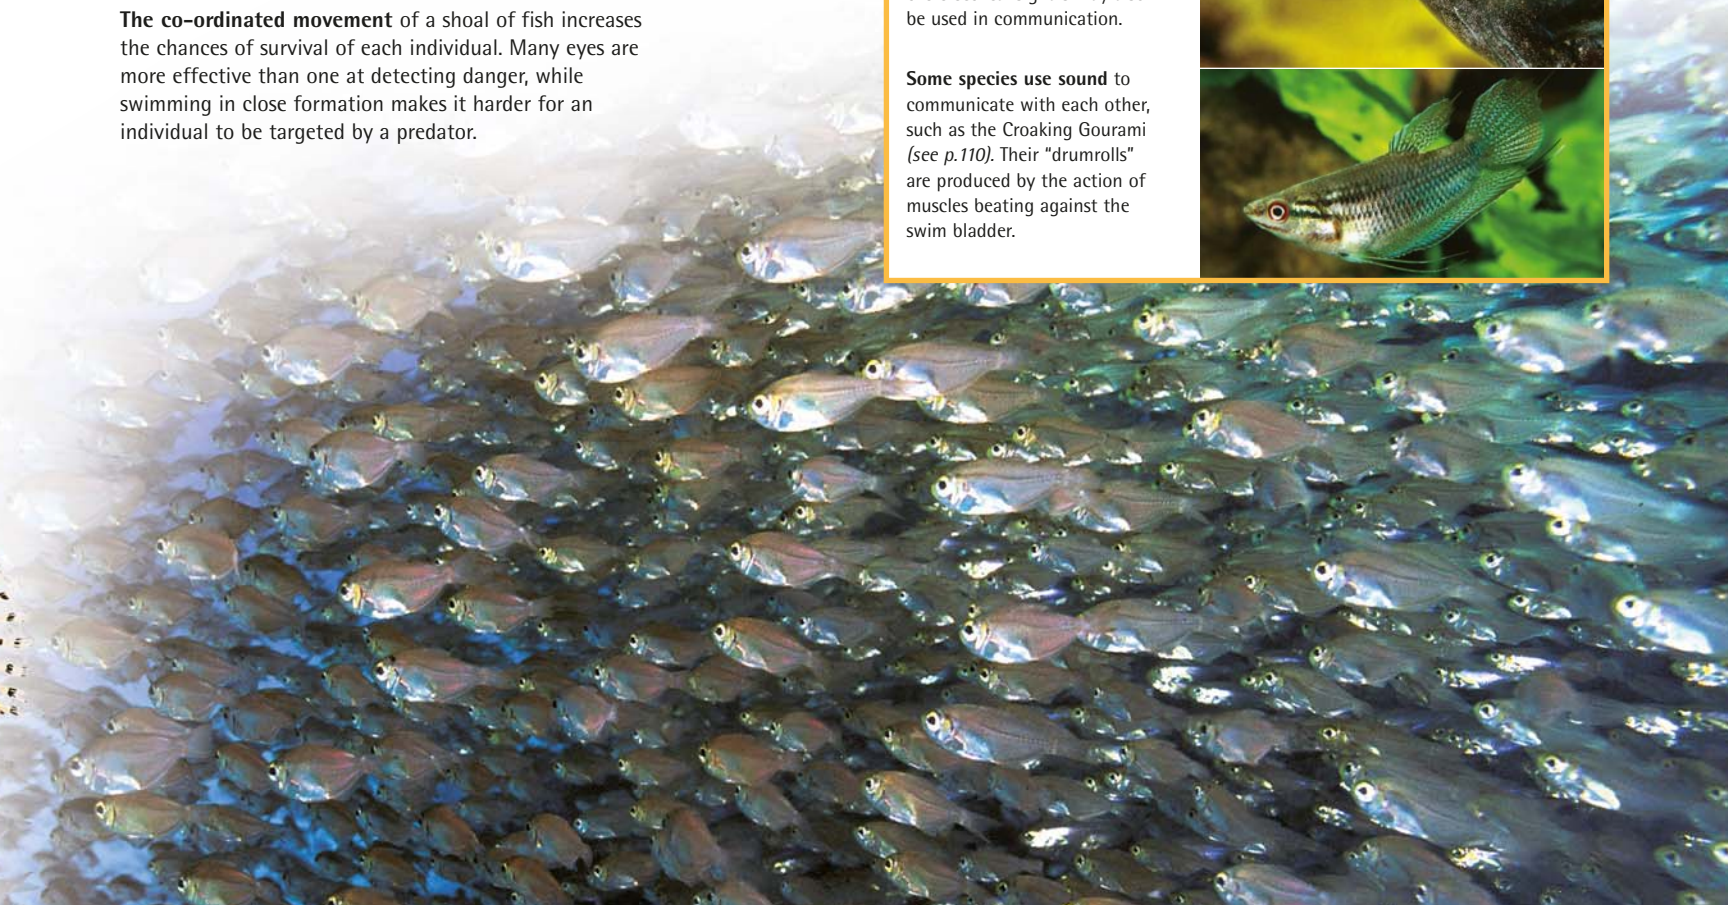 The co-ordinated movement of a shoal of fish increases
the chances of survival of each individual. Many eyes are
more effective than one at detecting danger, while
swimming in close formation makes it harder for an
individual to be targeted by a predator.
be used in communication.
Some species use sound to
communicate with each other,
such as the Croaking Gourami
(see p.110). Their “drumrolls”
are produced by the action of
muscles beating against the
swim bladder.